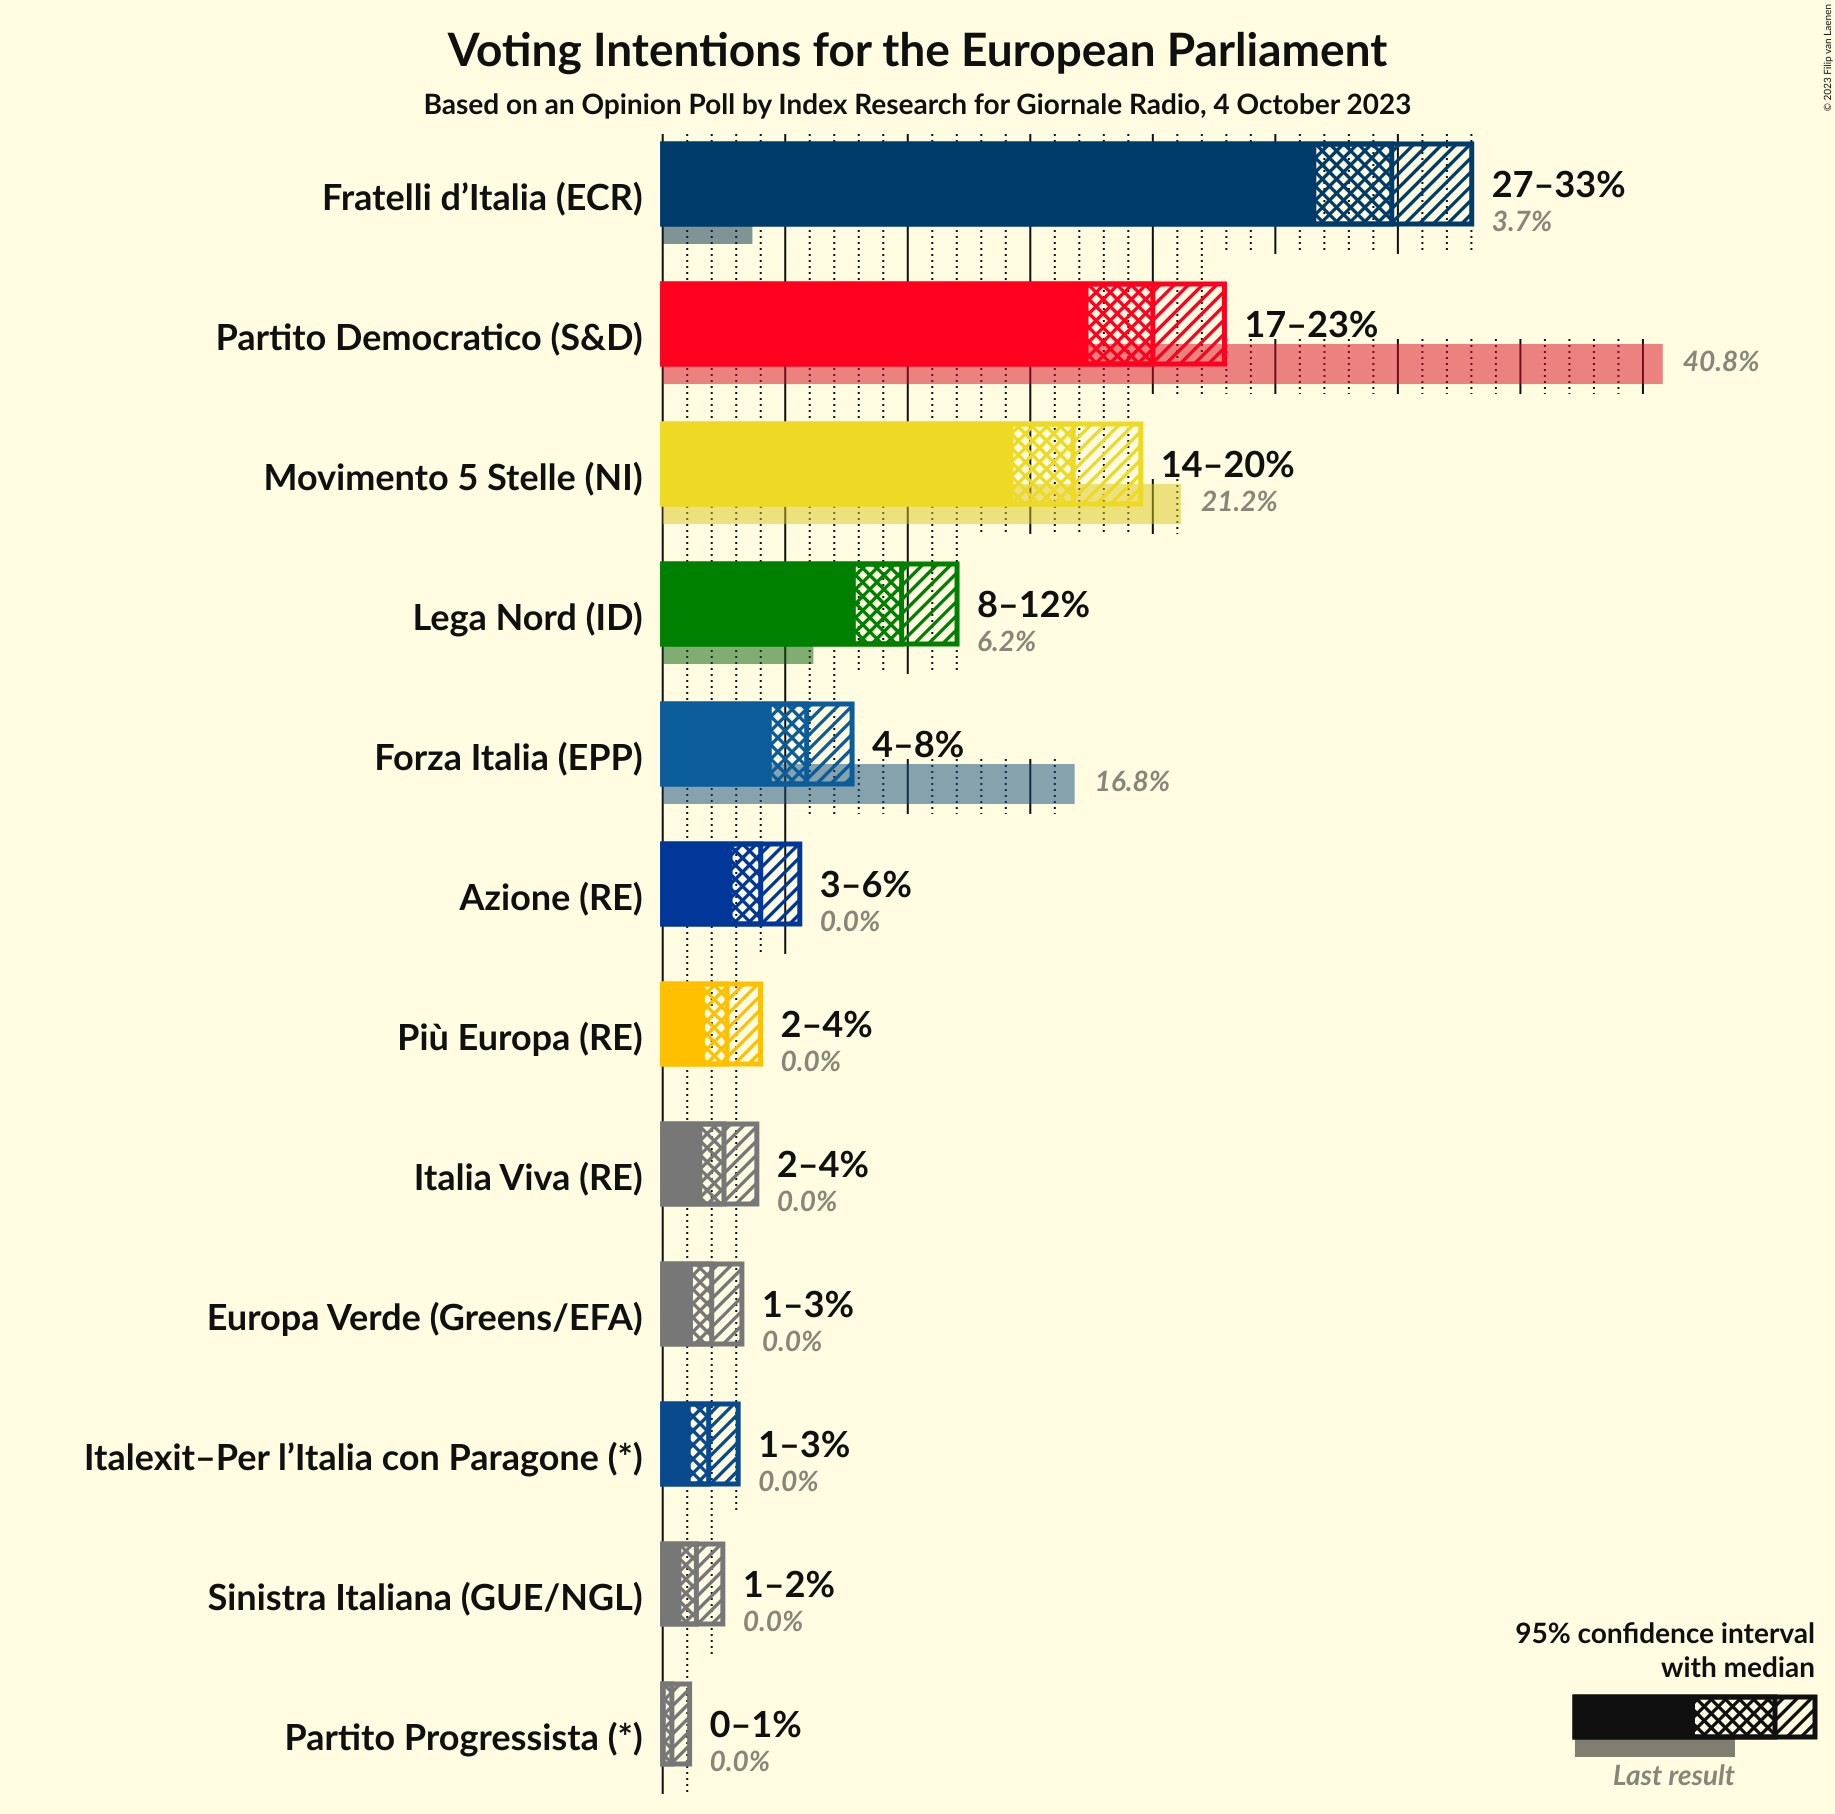 Voting Intentions for the European Parliament
Based on an Opinion Poll by Index Research for Giornale Radio, 4 October 2023
© 2023 Filip van Laenen
Fratelli d’Italia (ECR)
27–33%
3.7%
Partito Democratico (S&D)
17–23%
40.8%
Movimento 5 Stelle (NI)
14–20%
21.2%
Lega Nord (ID)
8–12%
6.2%
Forza Italia (EPP)
4–8%
16.8%
Azione (RE)
3–6%
0.0%
Più Europa (RE)
2–4%
0.0%
Italia Viva (RE)
2–4%
0.0%
Europa Verde (Greens/EFA)
1–3%
0.0%
Italexit–Per l’Italia con Paragone (*)
1–3%
0.0%
Sinistra Italiana (GUE/NGL)
1–2%
0.0%
Partito Progressista (*)
0–1%
0.0%
95% confidence interval
with median
Last result